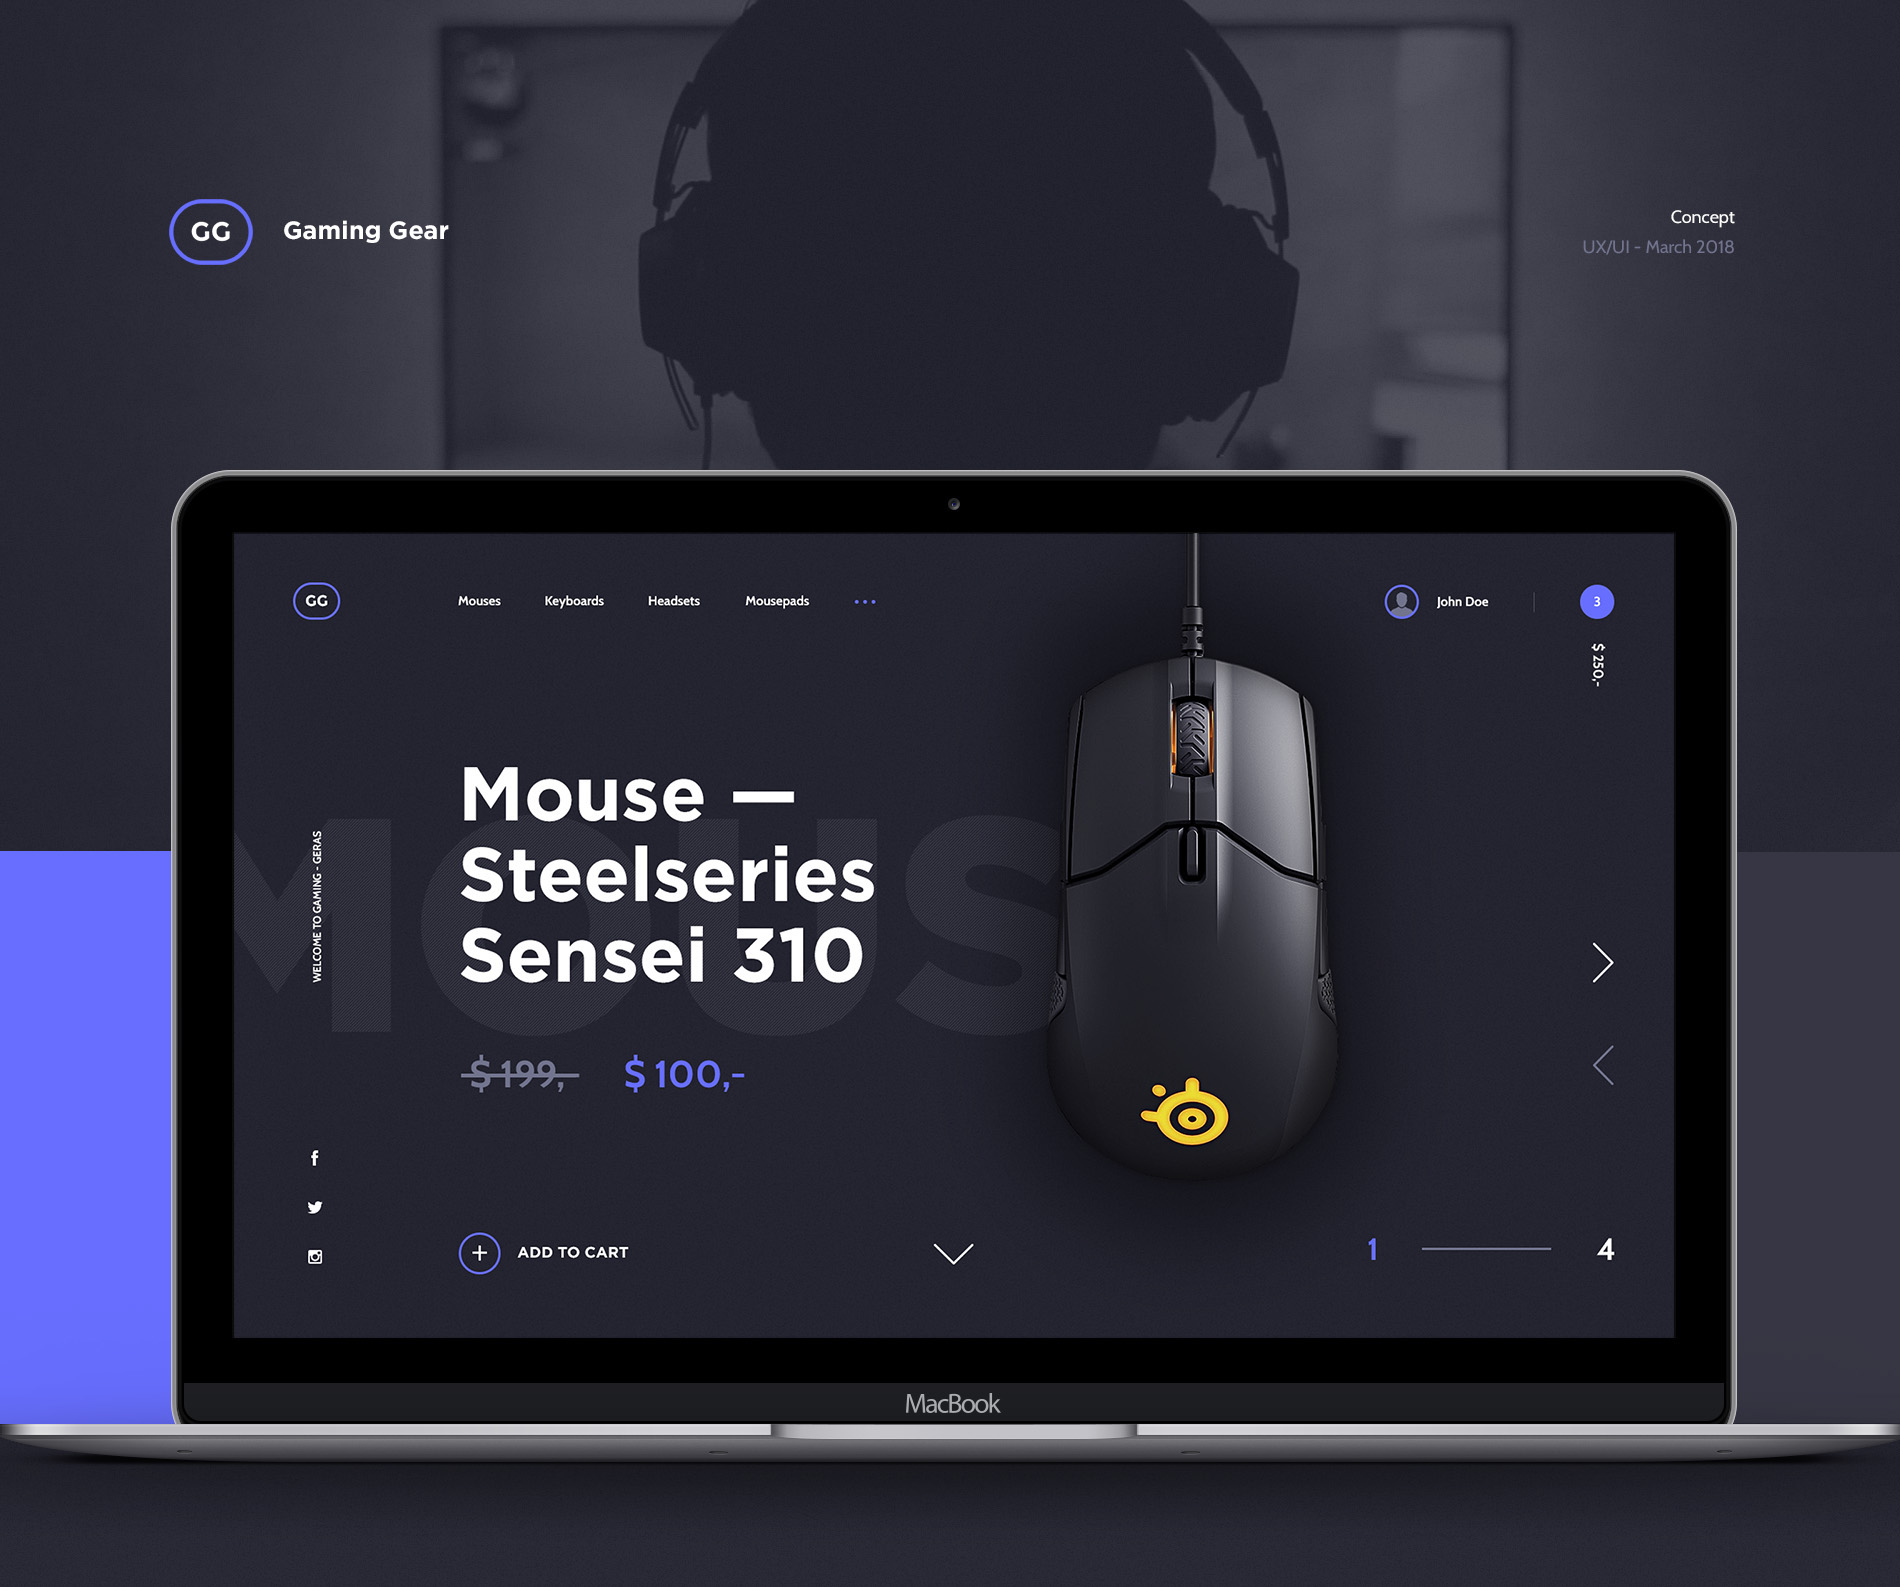 GG
Gaming Gear
Concept
UX/UI - March 2018
GG
Mouses
Keyboards
Headsets
Mousepads
John Doe
3
$ 250,-
MOUS
Mouse —
Steelseries
Sensei 310
WELCOME TO GAMING - GERAS
$ 199,-
$ 100,-
ADD TO CART
1
4
MacBook